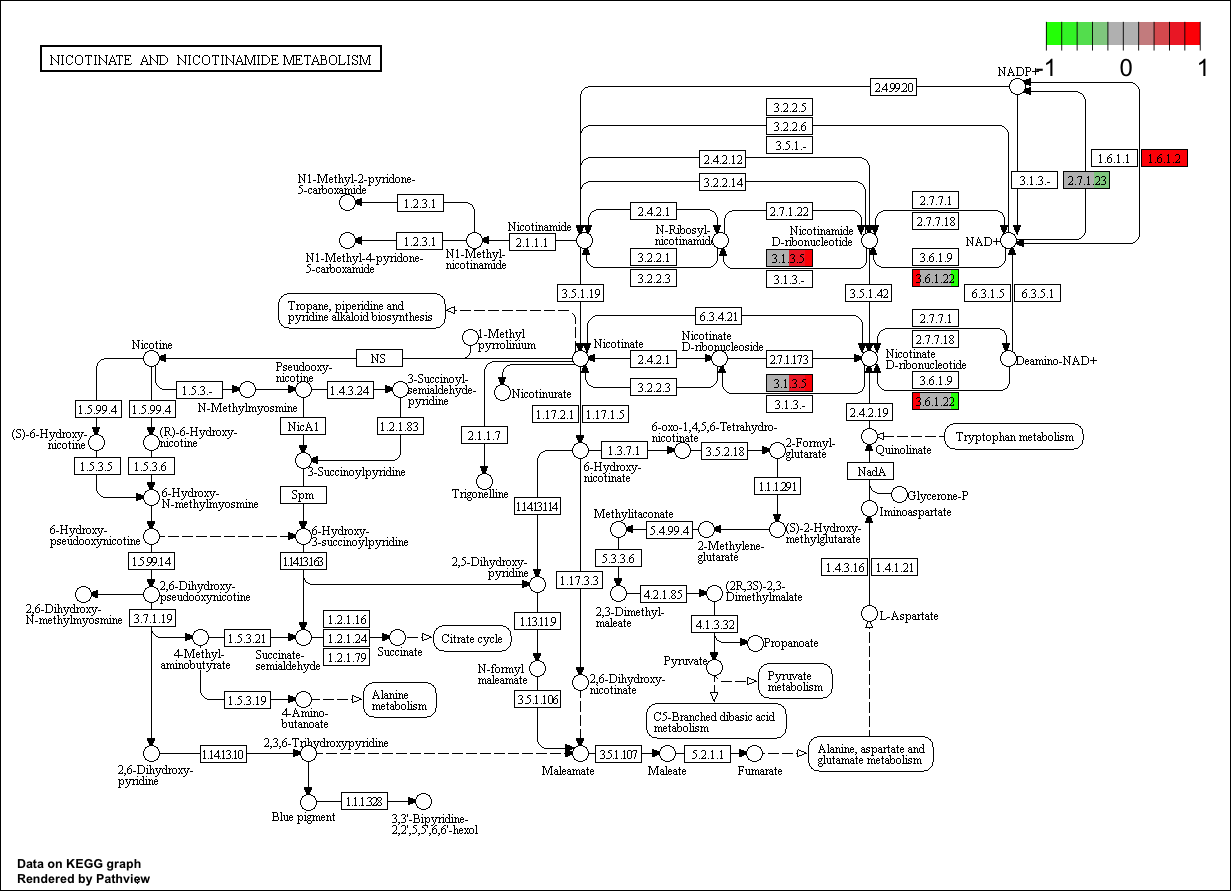 NICOTINATE AND NICOTINAMIDE METABOLISM
-1 0 1
NADP+
2.4.99.20
3.2.2.5
3.2.2.6
3.5.1.-
2.4.2.12
3.2.2.14
1.6.1.1
1.6.1.2
3.1.3.-
2.7.1.23
N1-Methyl-2-pyridone-
5-carboxamide
1.2.3.1
1.2.3.1
N1-Methyl-4-pyridone-
5-carboxamide
N1-Methyl-
nicotinamide
2.1.1.1
Nicotinamide
2.4.2.1
N-Ribosyl-
nicotinamide
3.2.2.1
3.2.2.3
2.7.1.22
Nicotinamide
D-ribonucleotide
3.1.3.5
3.1.3.-
2.7.7.1
2.7.7.18
NAD+
3.6.1.9
3.6.1.22
3.5.1.19
3.5.1.42
6.3.1.5
6.3.5.1
Tropane, piperidine and
pyridine alkaloid biosynthesis
6.3.4.21
1-Methyl
pyrrolinium
Nicotinate
Nicotinate
D-ribonucleoside
2.4.2.1
3.2.2.3
2.7.1.173
3.1.3.5
3.1.3.-
2.7.7.1
2.7.7.18
Nicotinate
D-ribonucleotide
Deamino-NAD+
3.6.1.9
3.6.1.22
Nicotine
NS
1.5.3.-
N-Methylmyosmine
Pseudooxy-
nicotine
1.4.3.24
3-Succinoyl-
semialdehyde-
pyridine
Nicotinurate
1.5.99.4
1.5.99.4
NicA1
1.2.1.83
2.1.1.7
1.17.2.1
1.17.1.5
2.4.2.19
(S)-6-Hydroxy-
nicotine
(R)-6-Hydroxy-
nicotine
1.5.3.5
1.5.3.6
3-Succinoylpyridine
Trigonelline
6-Hydroxy-
nicotinate
1.3.7.1
6-oxo-1,4,5,6-Tetrahydro-
nicotinate
3.5.2.18
2-Formyl-
glutarate
Quinolinate
Tryptophan metabolism
6-Hydroxy-
N-methylmyosmine
Spm
1.14.13.114
1.1.1.291
NadA
Glycerone-P
Iminoaspartate
6-Hydroxy-
pseudooxynicotine
6-Hydroxy-
3-succinoylpyridine
Methylitaconate
5.4.99.4
2-Methylene-
glutarate
(S)-2-Hydroxy-
methylglutarate
1.5.99.14
1.14.13.163
2,5-Dihydroxy-
pyridine
5.3.3.6
1.4.3.16
1.4.1.21
2,6-Dihydroxy-
pseudooxynicotine
2,6-Dihydroxy-
N-methylmyosmine
1.17.3.3
2,3-Dimethyl-
maleate
4.2.1.85
(2R,3S)-2,3-
Dimethylmalate
L-Aspartate
3.7.1.19
1.13.11.9
4.1.3.32
1.2.1.16
1.2.1.24
1.2.1.79
4-Methyl-
aminobutyrate
1.5.3.21
Succinate-
semialdehyde
Succinate
Citrate cycle
Propanoate
N-formyl
maleamate
Pyruvate
Pyruvate
metabolism
2,6-Dihydroxy-
nicotinate
3.5.1.106
1.5.3.19
4-Amino-
butanoate
Alanine
metabolism
C5-Branched dibasic acid
metabolism
2,6-Dihydroxy-
pyridine
1.14.13.10
2,3,6-Trihydroxypyridine
Maleamate
3.5.1.107
Maleate
5.2.1.1
Fumarate
Alanine, aspartate and
glutamate metabolism
Blue pigment
1.1.1.328
3,3'-Bipyridine-
2,2',5,5',6,6'-hexol
Data on KEGG graph
Rendered by Pathview